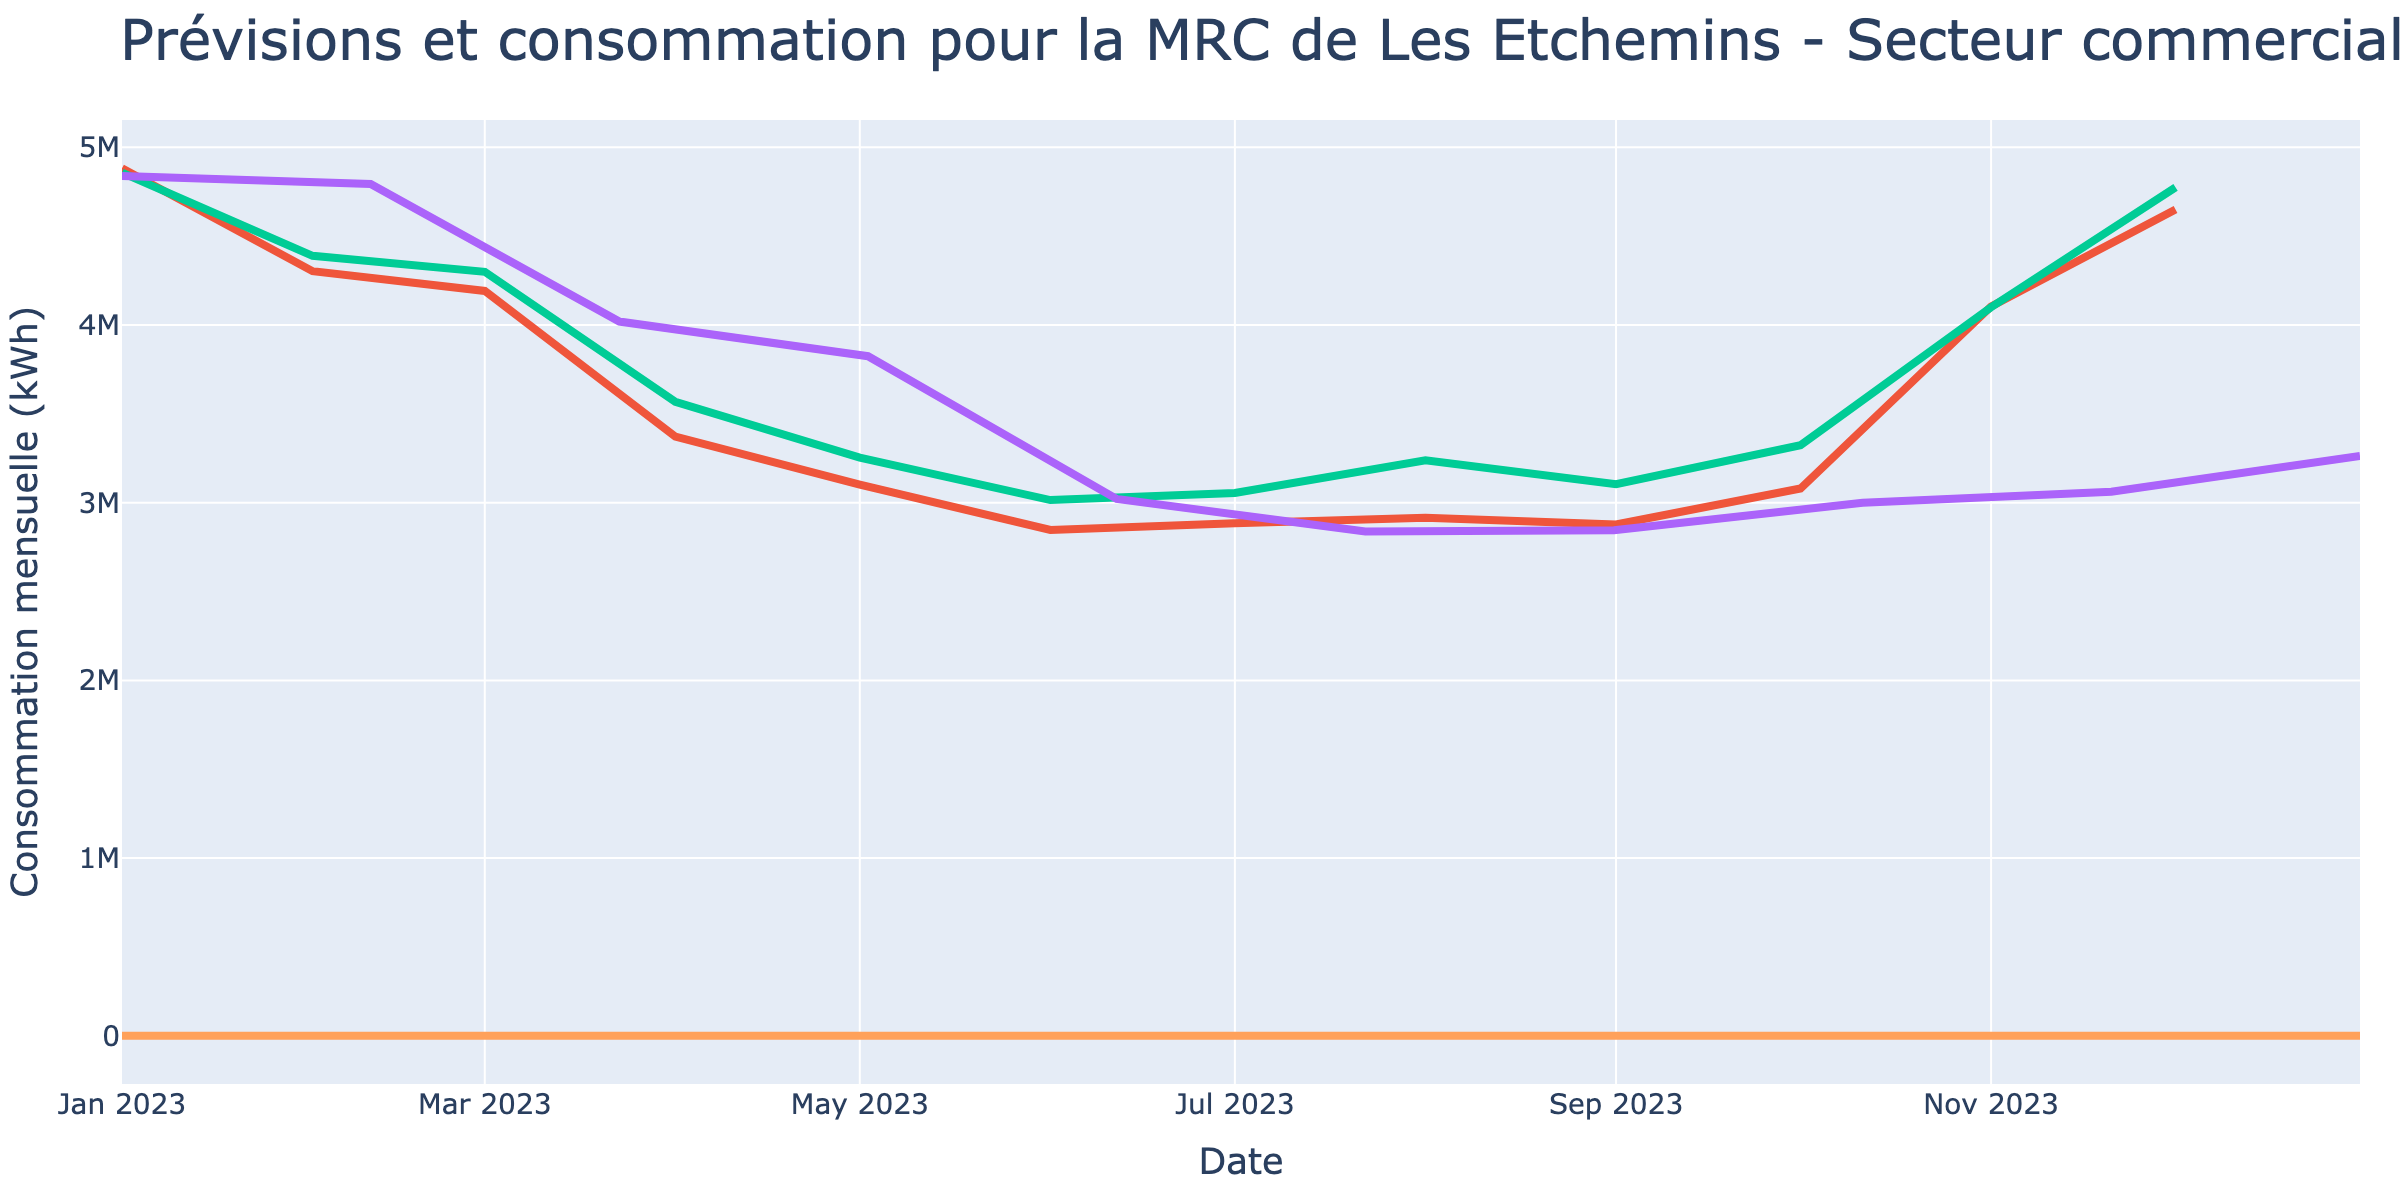 Prévisions et consommation pour la MRC de Les Etchemins - Secteur commercial
Consommation mensuelle (kWh)
5M
4M
3M
2M
1M
0
Jan 2023 Mar 2023 May 2023 Jul 2023 Sep 2023 Nov 2023
Date